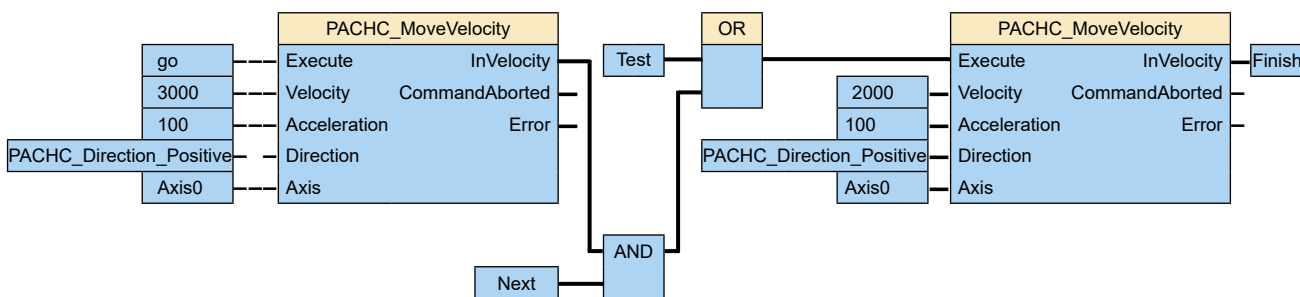 PACHC_MoveVelocity
go
Execute
InVelocity
3000
Velocity
CommandAborted
100
Acceleration
Error
PACHC_Direction_Positive
Direction
Axis0
Axis
OR
Test
AND
Next
PACHC_MoveVelocity
Execute
InVelocity
Finish
2000
Velocity
CommandAborted
100
Acceleration
Error
PACHC_Direction_Positive
Direction
Axis0
Axis